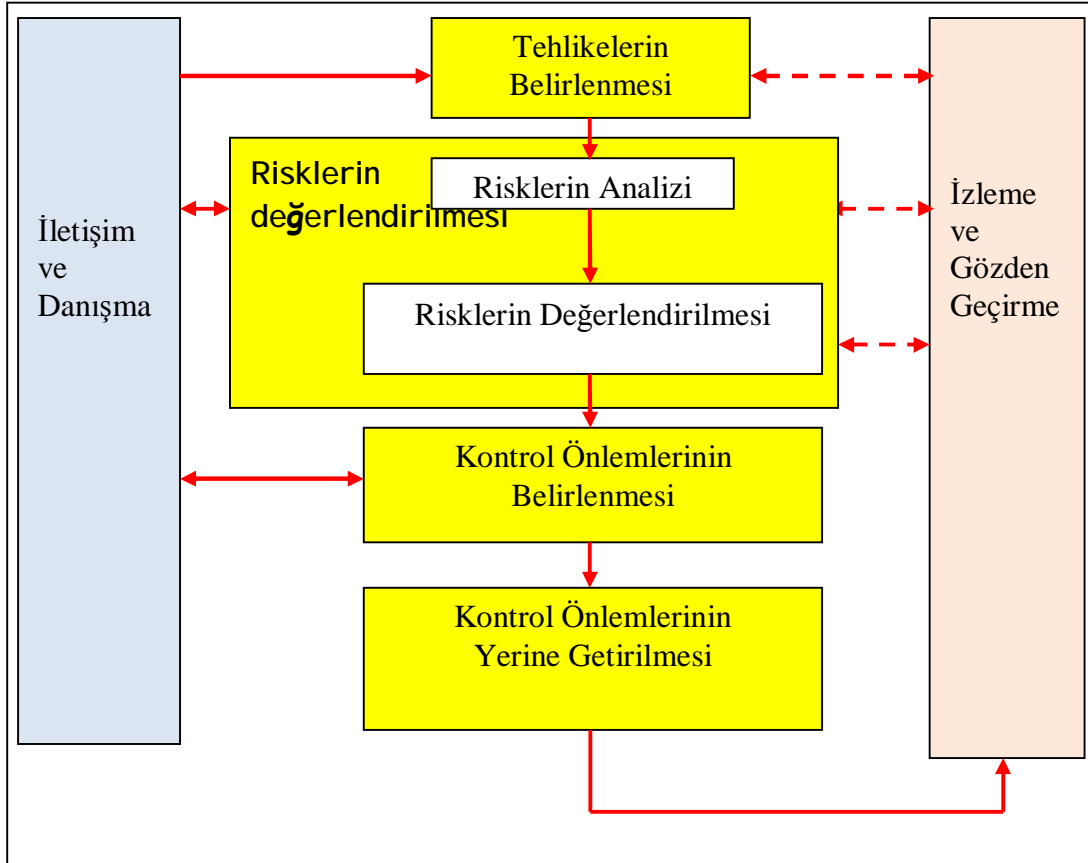 Tehlikelerin
Belirlenmesi
Risklerin
değerlendirilmesi
Risklerin Analizi
İletişim
ve
Danışma
İzleme
ve
Gözden
Geçirme
Risklerin Değerlendirilmesi
Kontrol Önlemlerinin
Belirlenmesi
Kontrol Önlemlerinin
Yerine Getirilmesi